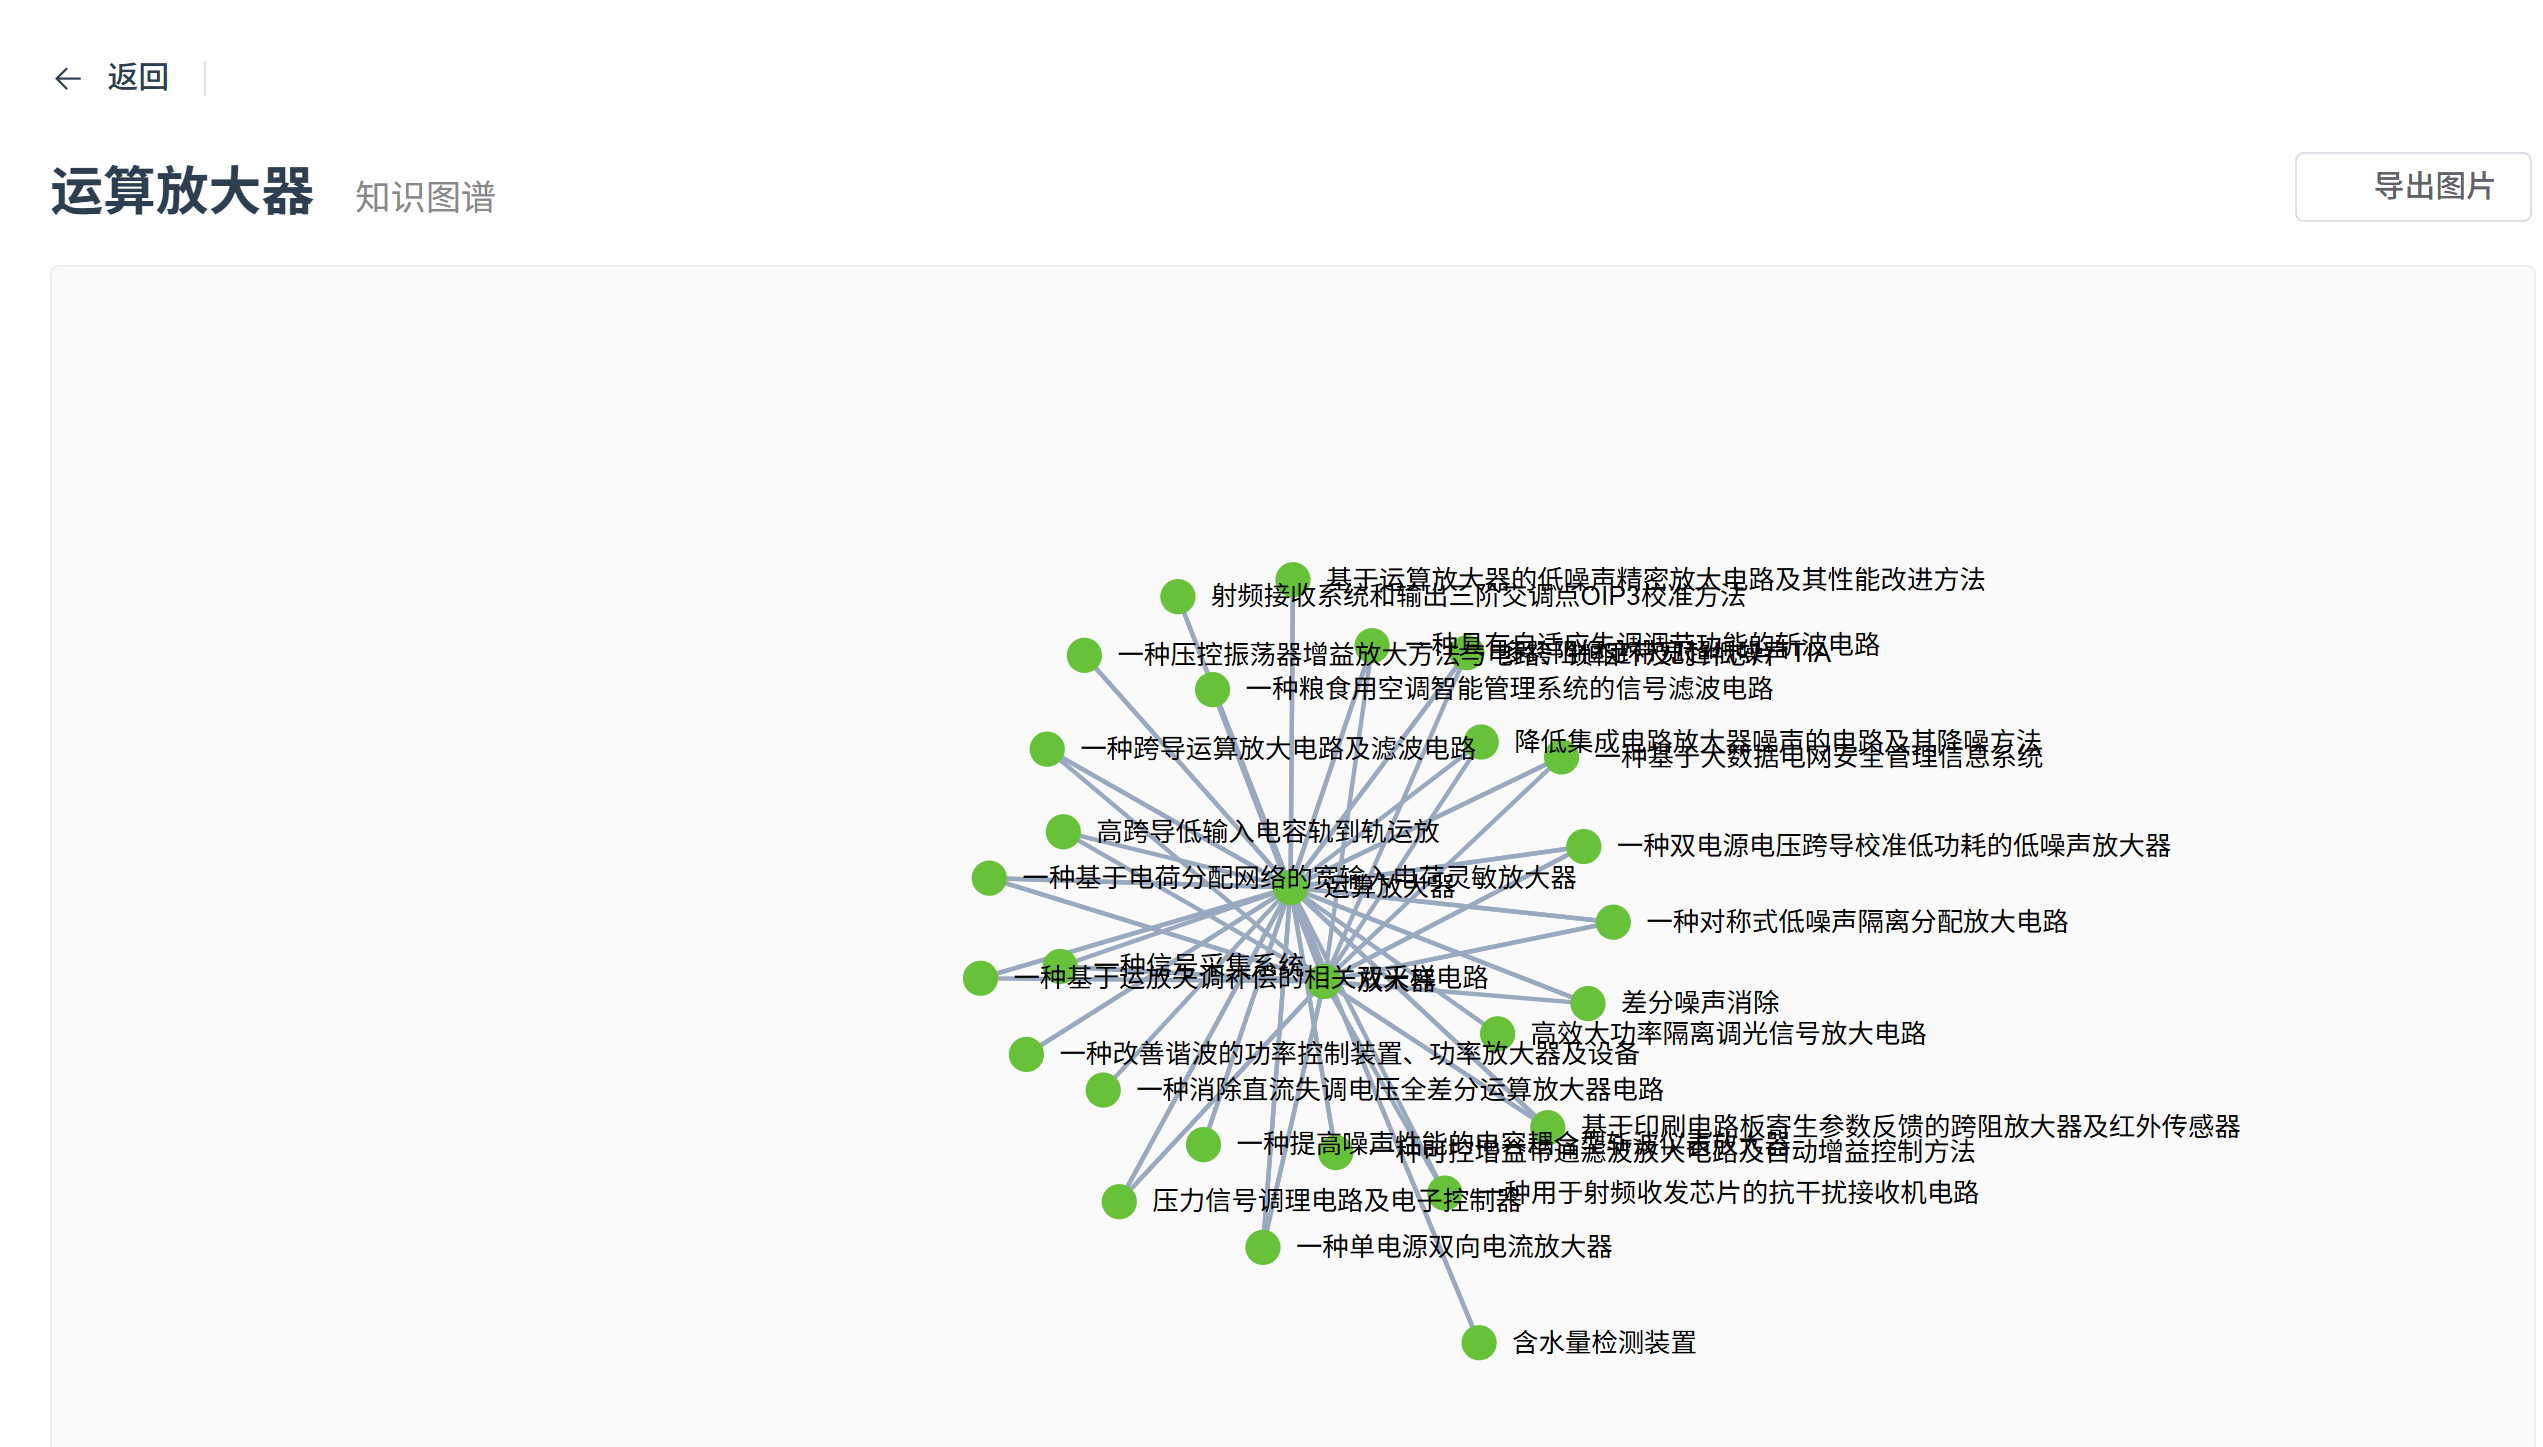 返回
运算放大器 知识图谱
导出图片
基于运算放大器的低噪声精密放大电路及其性能改进方法
射频接收系统和输出三阶交调点OIP3校准方法
一种具有自适应失调调节功能的斩波电路
一种压控振荡器增益放大方法与电路、锁相环及时钟芯片
一种粮食用空调智能管理系统的信号滤波电路
降低集成电路放大器噪声的电路及其降噪方法
一种跨导运算放大电路及滤波电路
一种基于大数据电网安全管理信息系统
高跨导低输入电容轨到轨运放
一种双电源电压跨导校准低功耗的低噪声放大器
一种基于电荷分配网络的宽输入电荷灵敏放大器
运算放大器
一种对称式低噪声隔离分配放大电路
一种信号采集系统
一种基于运放失调补偿的相关双采样电路
放大器
差分噪声消除
高效大功率隔离调光信号放大电路
一种改善谐波的功率控制装置、功率放大器及设备
一种消除直流失调电压全差分运算放大器电路
基于印刷电路板寄生参数反馈的跨阻放大器及红外传感器
一种提高噪声性能的电容耦合型斩波仪表放大器
一种可控增益带通滤波放大电路及自动增益控制方法
一种用于射频收发芯片的抗干扰接收机电路
压力信号调理电路及电子控制器
一种单电源双向电流放大器
含水量检测装置